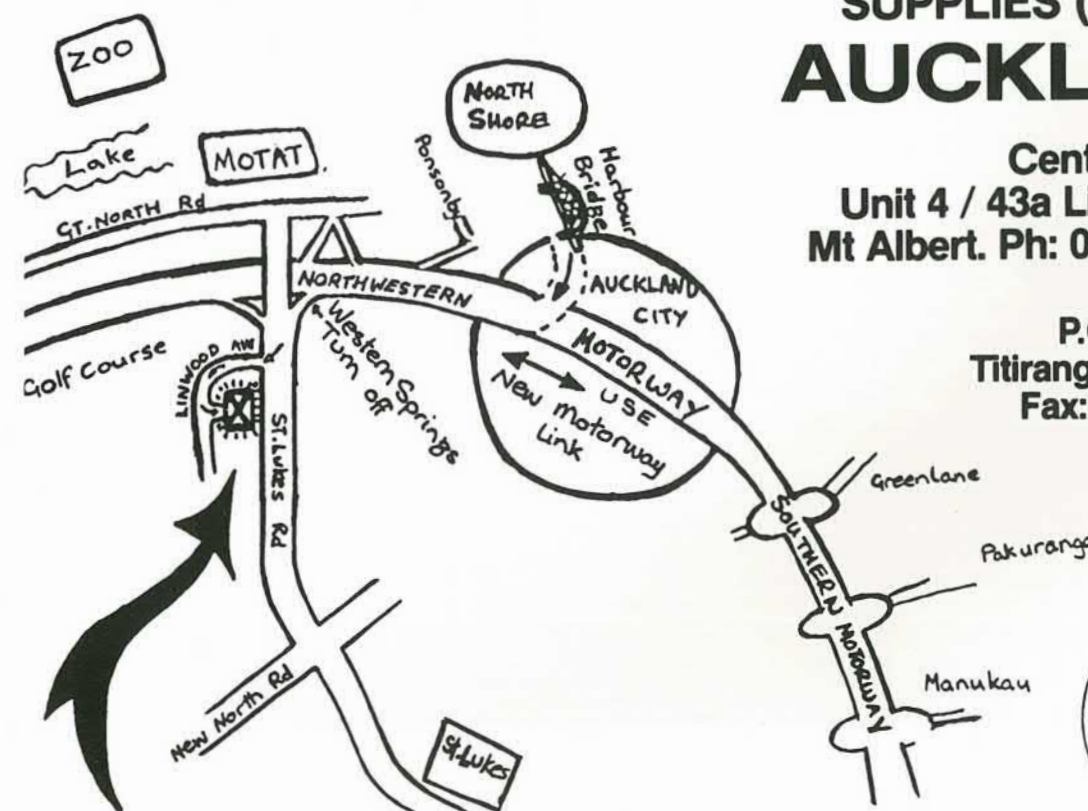 SUPPLIES (
AUCKL
Cent
Unit 4 / 43a Li
Mt Albert. Ph: 0
P.
Titirang
Fax:
ZOO
Lake
MOTAT
GT. NORTH Rd
NORTH
SHORE
Ponsonby
Harbour
Bridge
NORTHWESTERN
AUCKLAND
CITY
MOTORWAY
USE
New Motorway
Link
Western Springs
Turn off
Golf Course
LINWOOD AV
ST. LUKES Rd
New North Rd
St. Lukes
Greenlane
Pakurang
Manukau
SOUTHERN MOTORWAY